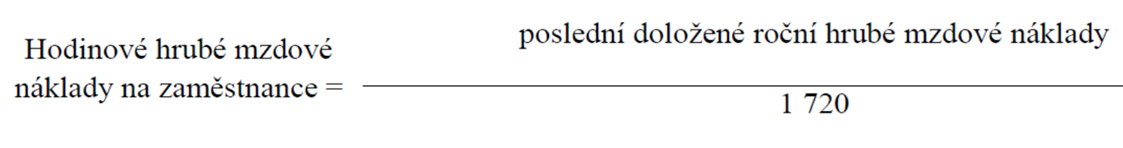 Hodinové hrubé mzdové
náklady na zaměstnance =
poslední doložené roční hrubé mzdové náklady
1 720